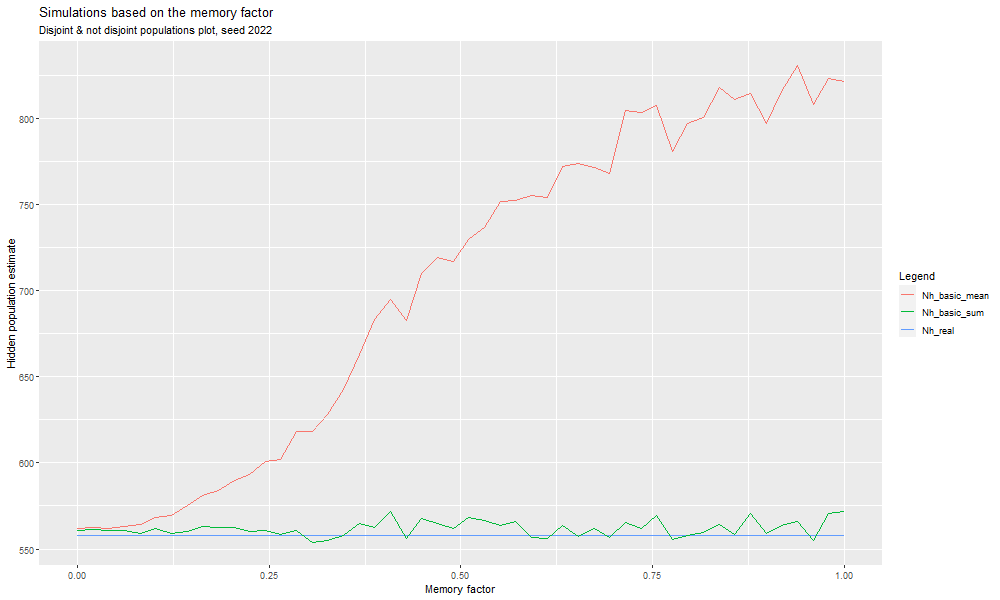 Simulations based on the memory factor
Disjoint & not disjoint populations plot, seed 2022
800
750
700
650
600
550
Hidden population estimate
0.00
0.25
0.50
0.75
1.00
Memory factor
Legend
Nh_basic_mean
Nh_basic_sum
Nh_real